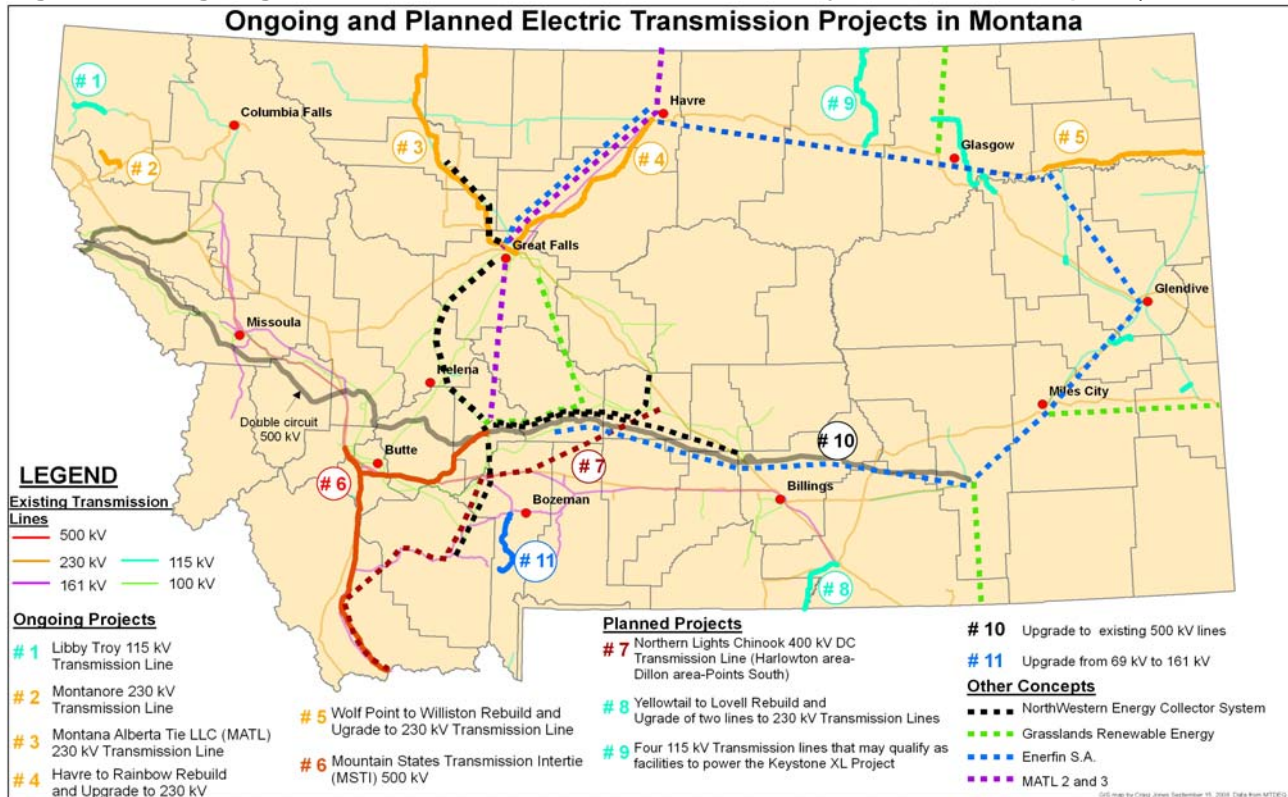 Ongoing and Planned Electric Transmission Projects in Montana
# 1
Columbia Falls
# 2
# 3
Havre
# 4
# 9
Glasgow
# 5
Great Falls
Glendive
Missoula
Helena
Miles City
Double circuit
500 kV
Butte
# 10
# 7
# 6
Billings
Bozeman
# 11
# 8
LEGEND
Existing Transmission
Lines
500 kV
230 kV
115 kV
161 kV
100 kV
Ongoing Projects
# 1 Libby Troy 115 kV
Transmission Line
# 2 Montanore 230 kV
Transmission Line
# 3 Montana Alberta Tie LLC (MATL)
230 kV Transmission Line
# 4 Havre to Rainbow Rebuild
and Upgrade to 230 kV
# 5 Wolf Point to Williston Rebuild and
Ugrade to 230 kV Transmission Line
# 6 Mountain States Transmission Intertie
(MSTI) 500 kV
Planned Projects
# 7 Northern Lights Chinook 400 kV DC
Transmission Line (Harlowton area-
Dillon area-Points South)
# 8 Yellowtail to Lovell Rebuild and
Ugrade of two lines to 230 kV Transmission Lines
# 9 Four 115 kV Transmission lines that may qualify as
facilities to power the Keystone XL Project
# 10 Upgrade to existing 500 kV lines
# 11 Upgrade from 69 kV to 161 kV
Other Concepts
NorthWestern Energy Collector System
Grasslands Renewable Energy
Enerfin S.A.
MATL 2 and 3